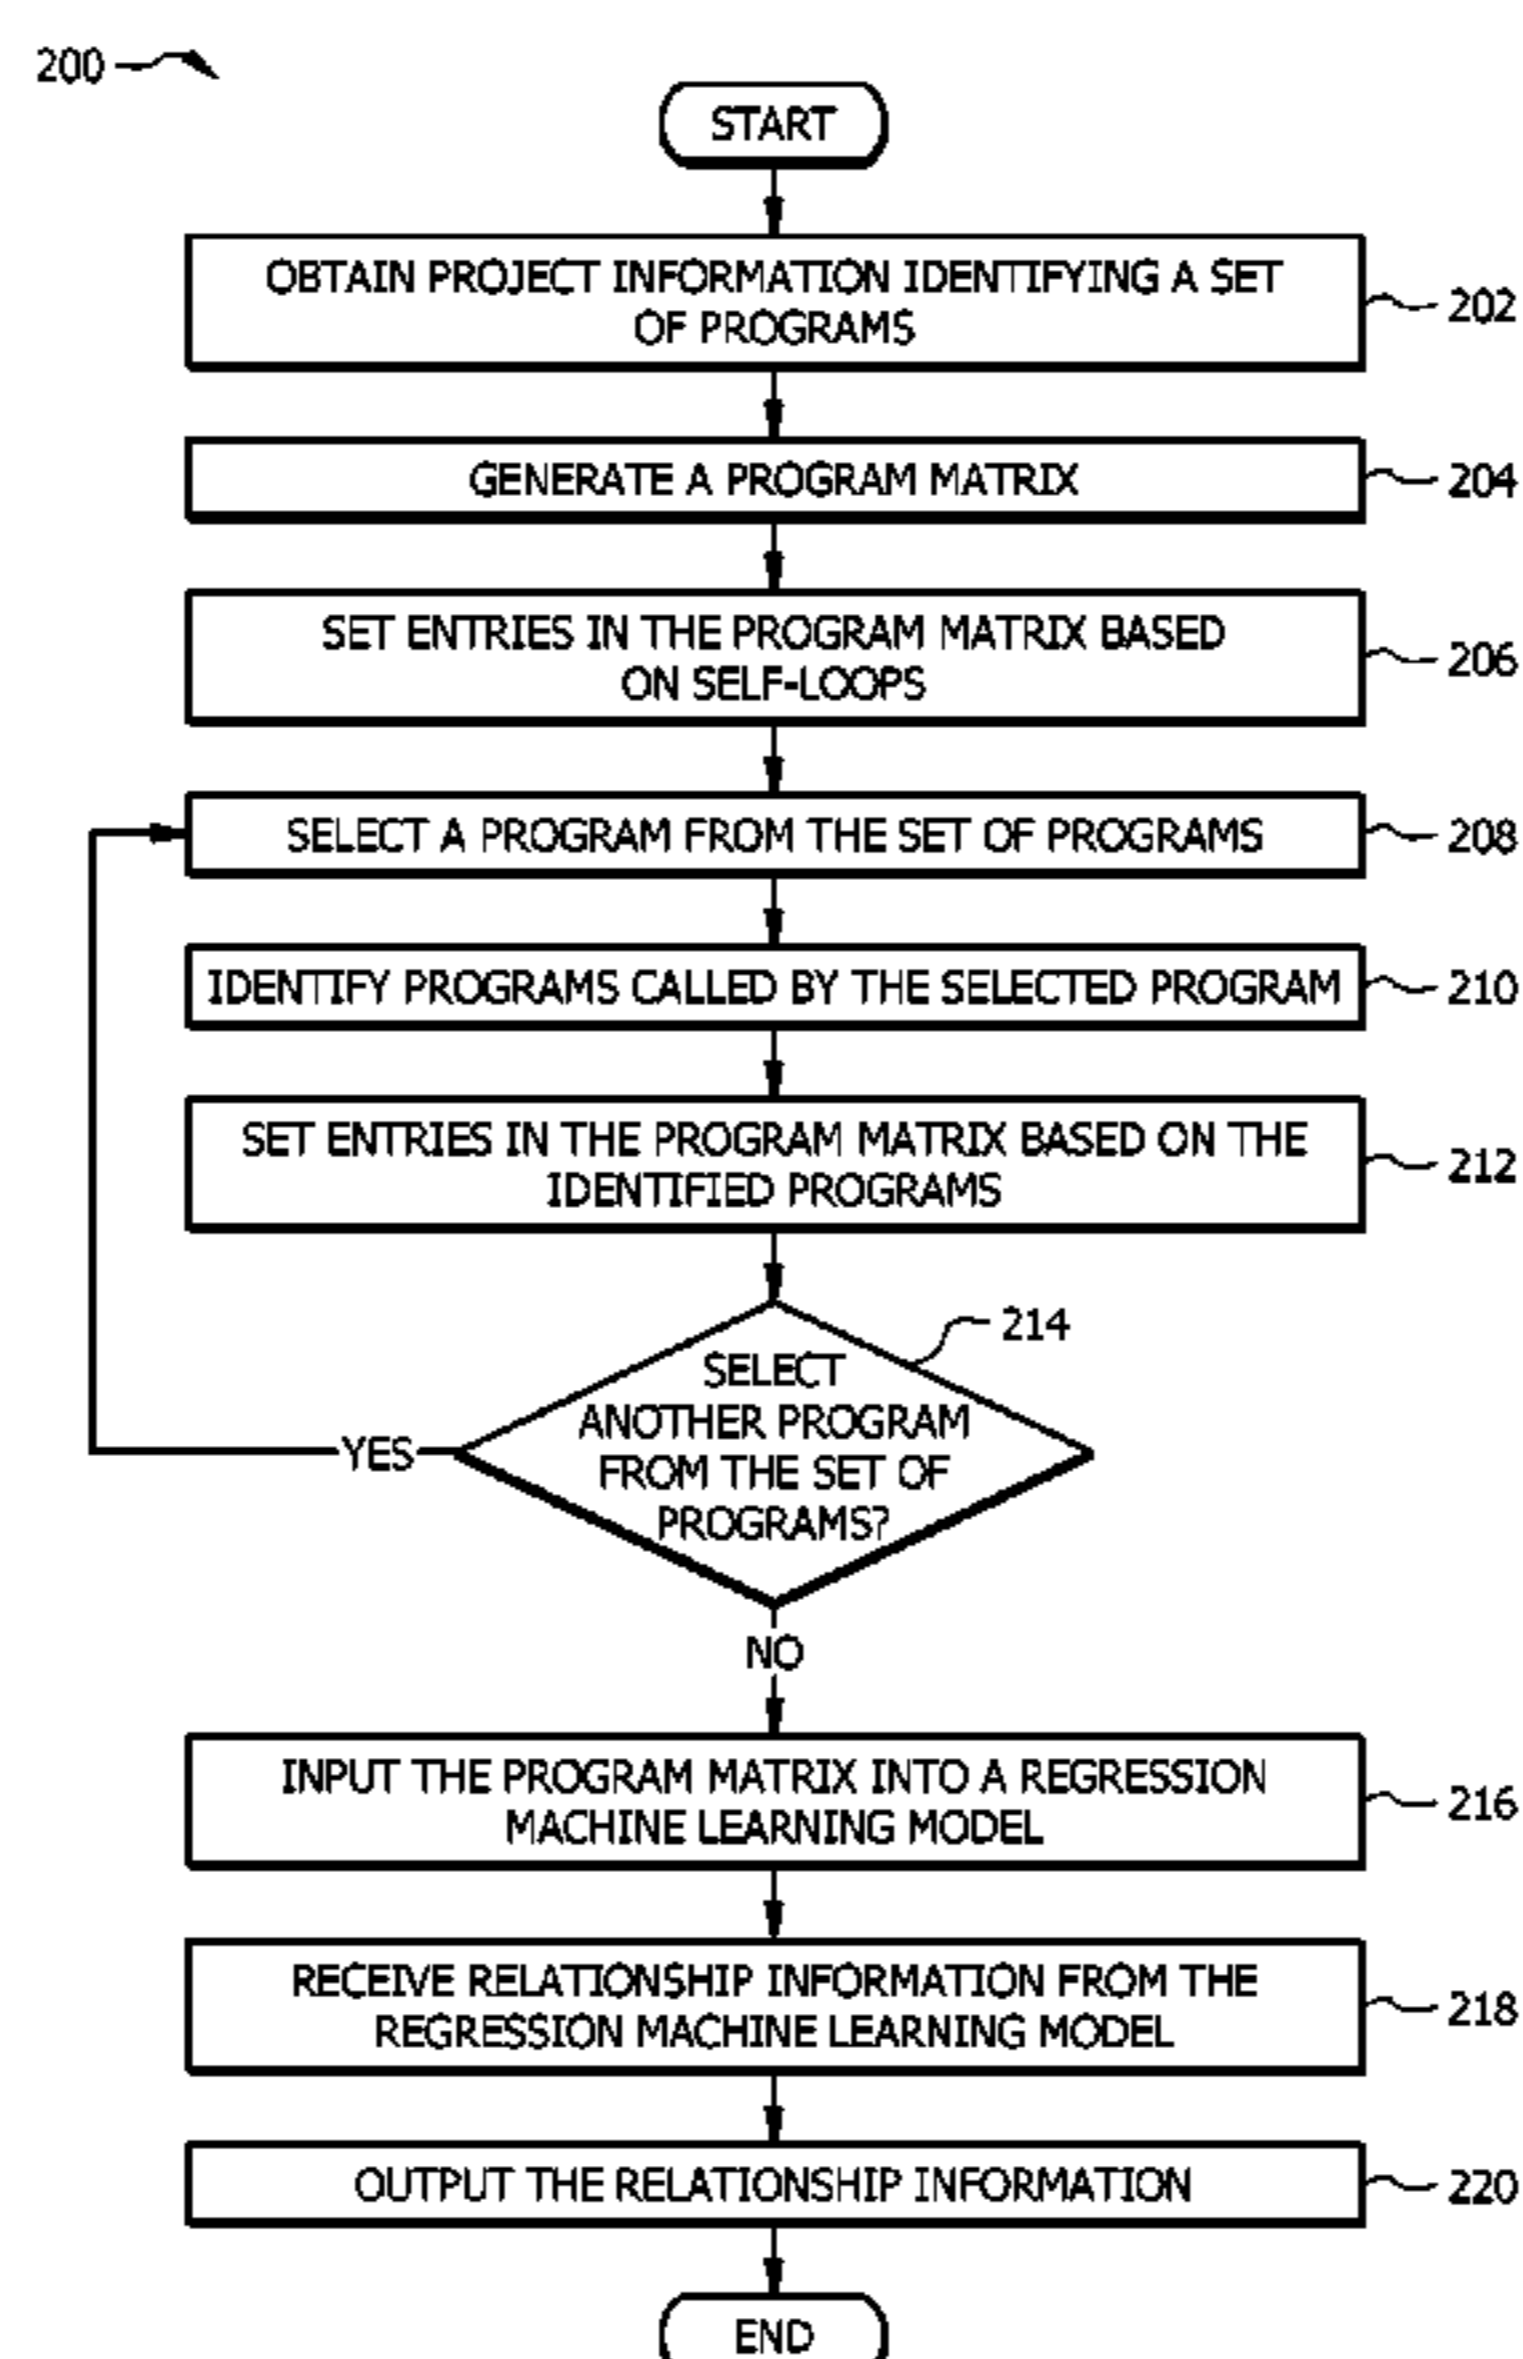 200
START
OBTAIN PROJECT INFORMATION IDENTIFYING A SET
OF PROGRAMS
202
GENERATE A PROGRAM MATRIX
204
SET ENTRIES IN THE PROGRAM MATRIX BASED
ON SELF-LOOPS
206
SELECT A PROGRAM FROM THE SET OF PROGRAMS
208
IDENTIFY PROGRAMS CALLED BY THE SELECTED PROGRAM
210
SET ENTRIES IN THE PROGRAM MATRIX BASED ON THE
IDENTIFIED PROGRAMS
212
214
SELECT
ANOTHER PROGRAM
FROM THE SET OF
PROGRAMS?
YES
NO
INPUT THE PROGRAM MATRIX INTO A REGRESSION
MACHINE LEARNING MODEL
216
RECEIVE RELATIONSHIP INFORMATION FROM THE
REGRESSION MACHINE LEARNING MODEL
218
OUTPUT THE RELATIONSHIP INFORMATION
220
END